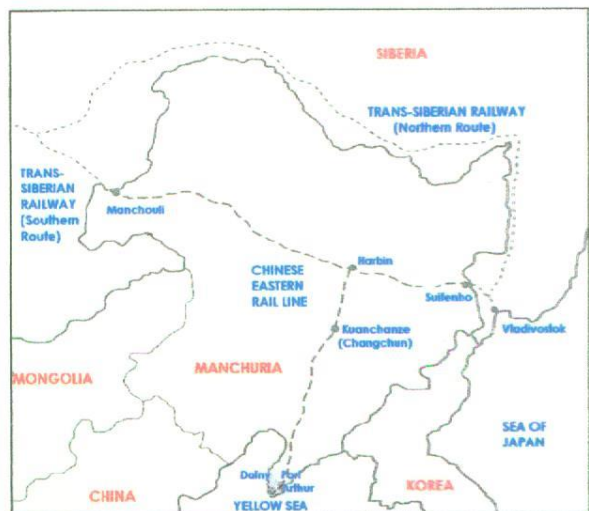 SIBERIA
TRANS-SIBERIAN RAILWAY
(Northern Route)
TRANS-
SIBERIAN
RAILWAY
(Southern
Route)
Manchouli
CHINESE
EASTERN
RAIL LINE
Harbin
Suifenho
Vladivostok
Kuanchanze
(Changchun)
MONGOLIA
MANCHURIA
SEA OF
JAPAN
Dalny
Port
Arthur
CHINA
YELLOW SEA
KOREA